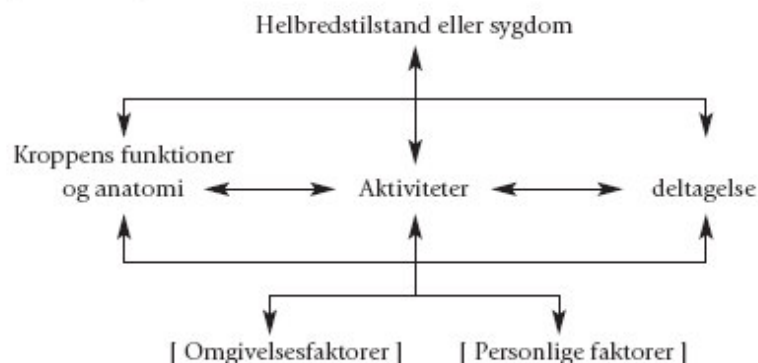 Helbredstilstand eller sygdom
Kroppens funktioner
og anatomi Aktiviteter deltagelse
[ Omgivelsesfaktorer ] [ Personlige faktorer ]